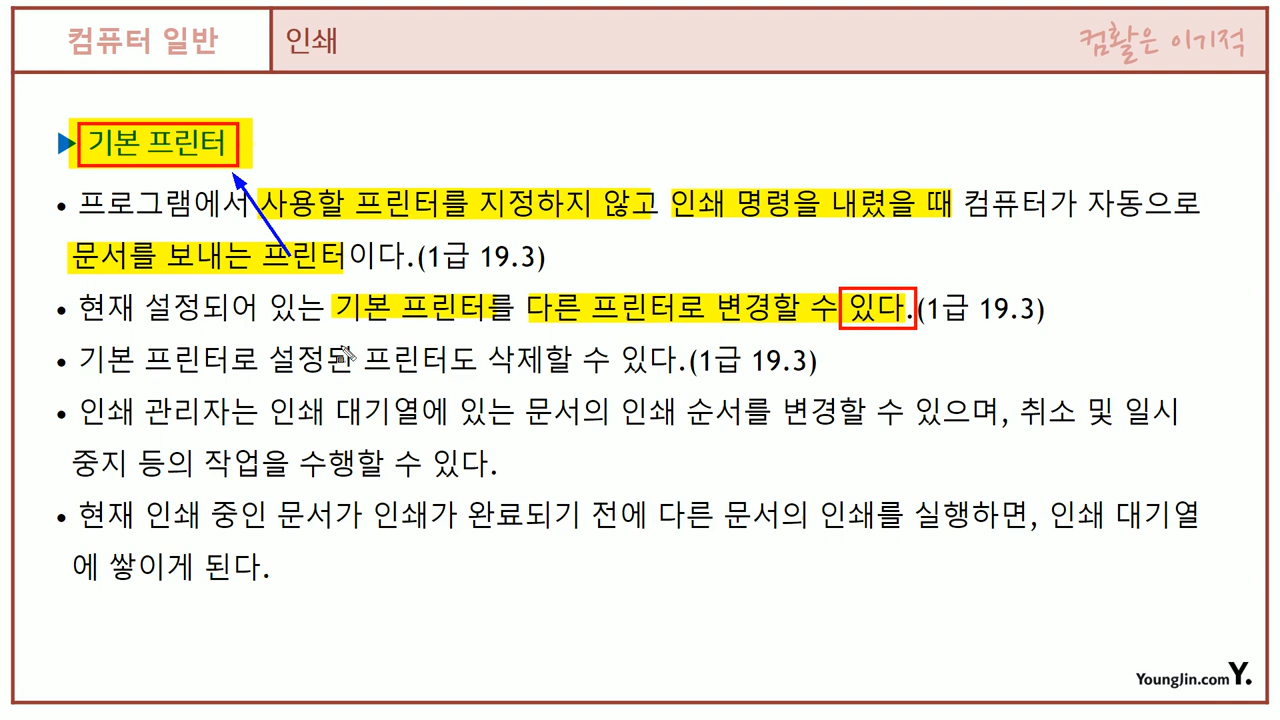 컴퓨터 일반
인쇄
컴활은 이기적
기본 프린터
• 프로그램에서 사용할 프린터를 지정하지 않고 인쇄 명령을 내렸을 때 컴퓨터가 자동으로
문서를 보내는 프린터이다.(1급 19.3)
• 현재 설정되어 있는 기본 프린터를 다른 프린터로 변경할 수 있다.(1급 19.3)
• 기본 프린터로 설정된 프린터도 삭제할 수 있다.(1급 19.3)
• 인쇄 관리자는 인쇄 대기열에 있는 문서의 인쇄 순서를 변경할 수 있으며, 취소 및 일시
중지 등의 작업을 수행할 수 있다.
• 현재 인쇄 중인 문서가 인쇄가 완료되기 전에 다른 문서의 인쇄를 실행하면, 인쇄 대기열
에 쌓이게 된다.
YoungJin.com Y.